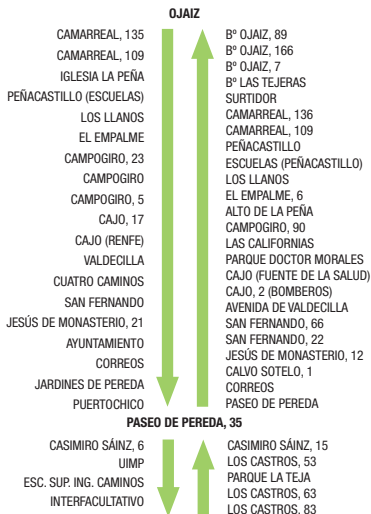 OJAIZ
CAMARREAL, 135
CAMARREAL, 109
IGLESIA LA PEÑA
PEÑACASTILLO (ESCUELAS)
LOS LLANOS
EL EMPALME
CAMPOGIRO, 23
CAMPOGIRO
CAMPOGIRO, 5
CAJO, 17
CAJO (RENFE)
VALDECILLA
CUATRO CAMINOS
SAN FERNANDO
JESÚS DE MONASTERIO, 21
AYUNTAMIENTO
CORREOS
JARDINES DE PEREDA
PUERTOCHICO
Bº OJAIZ, 89
Bº OJAIZ, 166
Bº OJAIZ, 7
Bº LAS TEJERAS
SURTIDOR
CAMARREAL, 136
CAMARREAL, 109
PEÑACASTILLO
ESCUELAS (PEÑACASTILLO)
LOS LLANOS
EL EMPALME, 6
ALTO DE LA PEÑA
CAMPOGIRO, 90
LAS CALIFORNIAS
PARQUE DOCTOR MORALES
CAJO (FUENTE DE LA SALUD)
CAJO, 2 (BOMBEROS)
AVENIDA DE VALDECILLA
SAN FERNANDO, 66
SAN FERNANDO, 22
JESÚS DE MONASTERIO, 12
CALVO SOTELO, 1
CORREOS
PASEO DE PEREDA
PASEO DE PEREDA, 35
CASIMIRO SÁINZ, 6
UIMP
ESC. SUP. ING. CAMINOS
INTERFACULTATIVO
CASIMIRO SÁINZ, 15
LOS CASTROS, 53
PARQUE LA TEJA
LOS CASTROS, 63
LOS CASTROS, 83